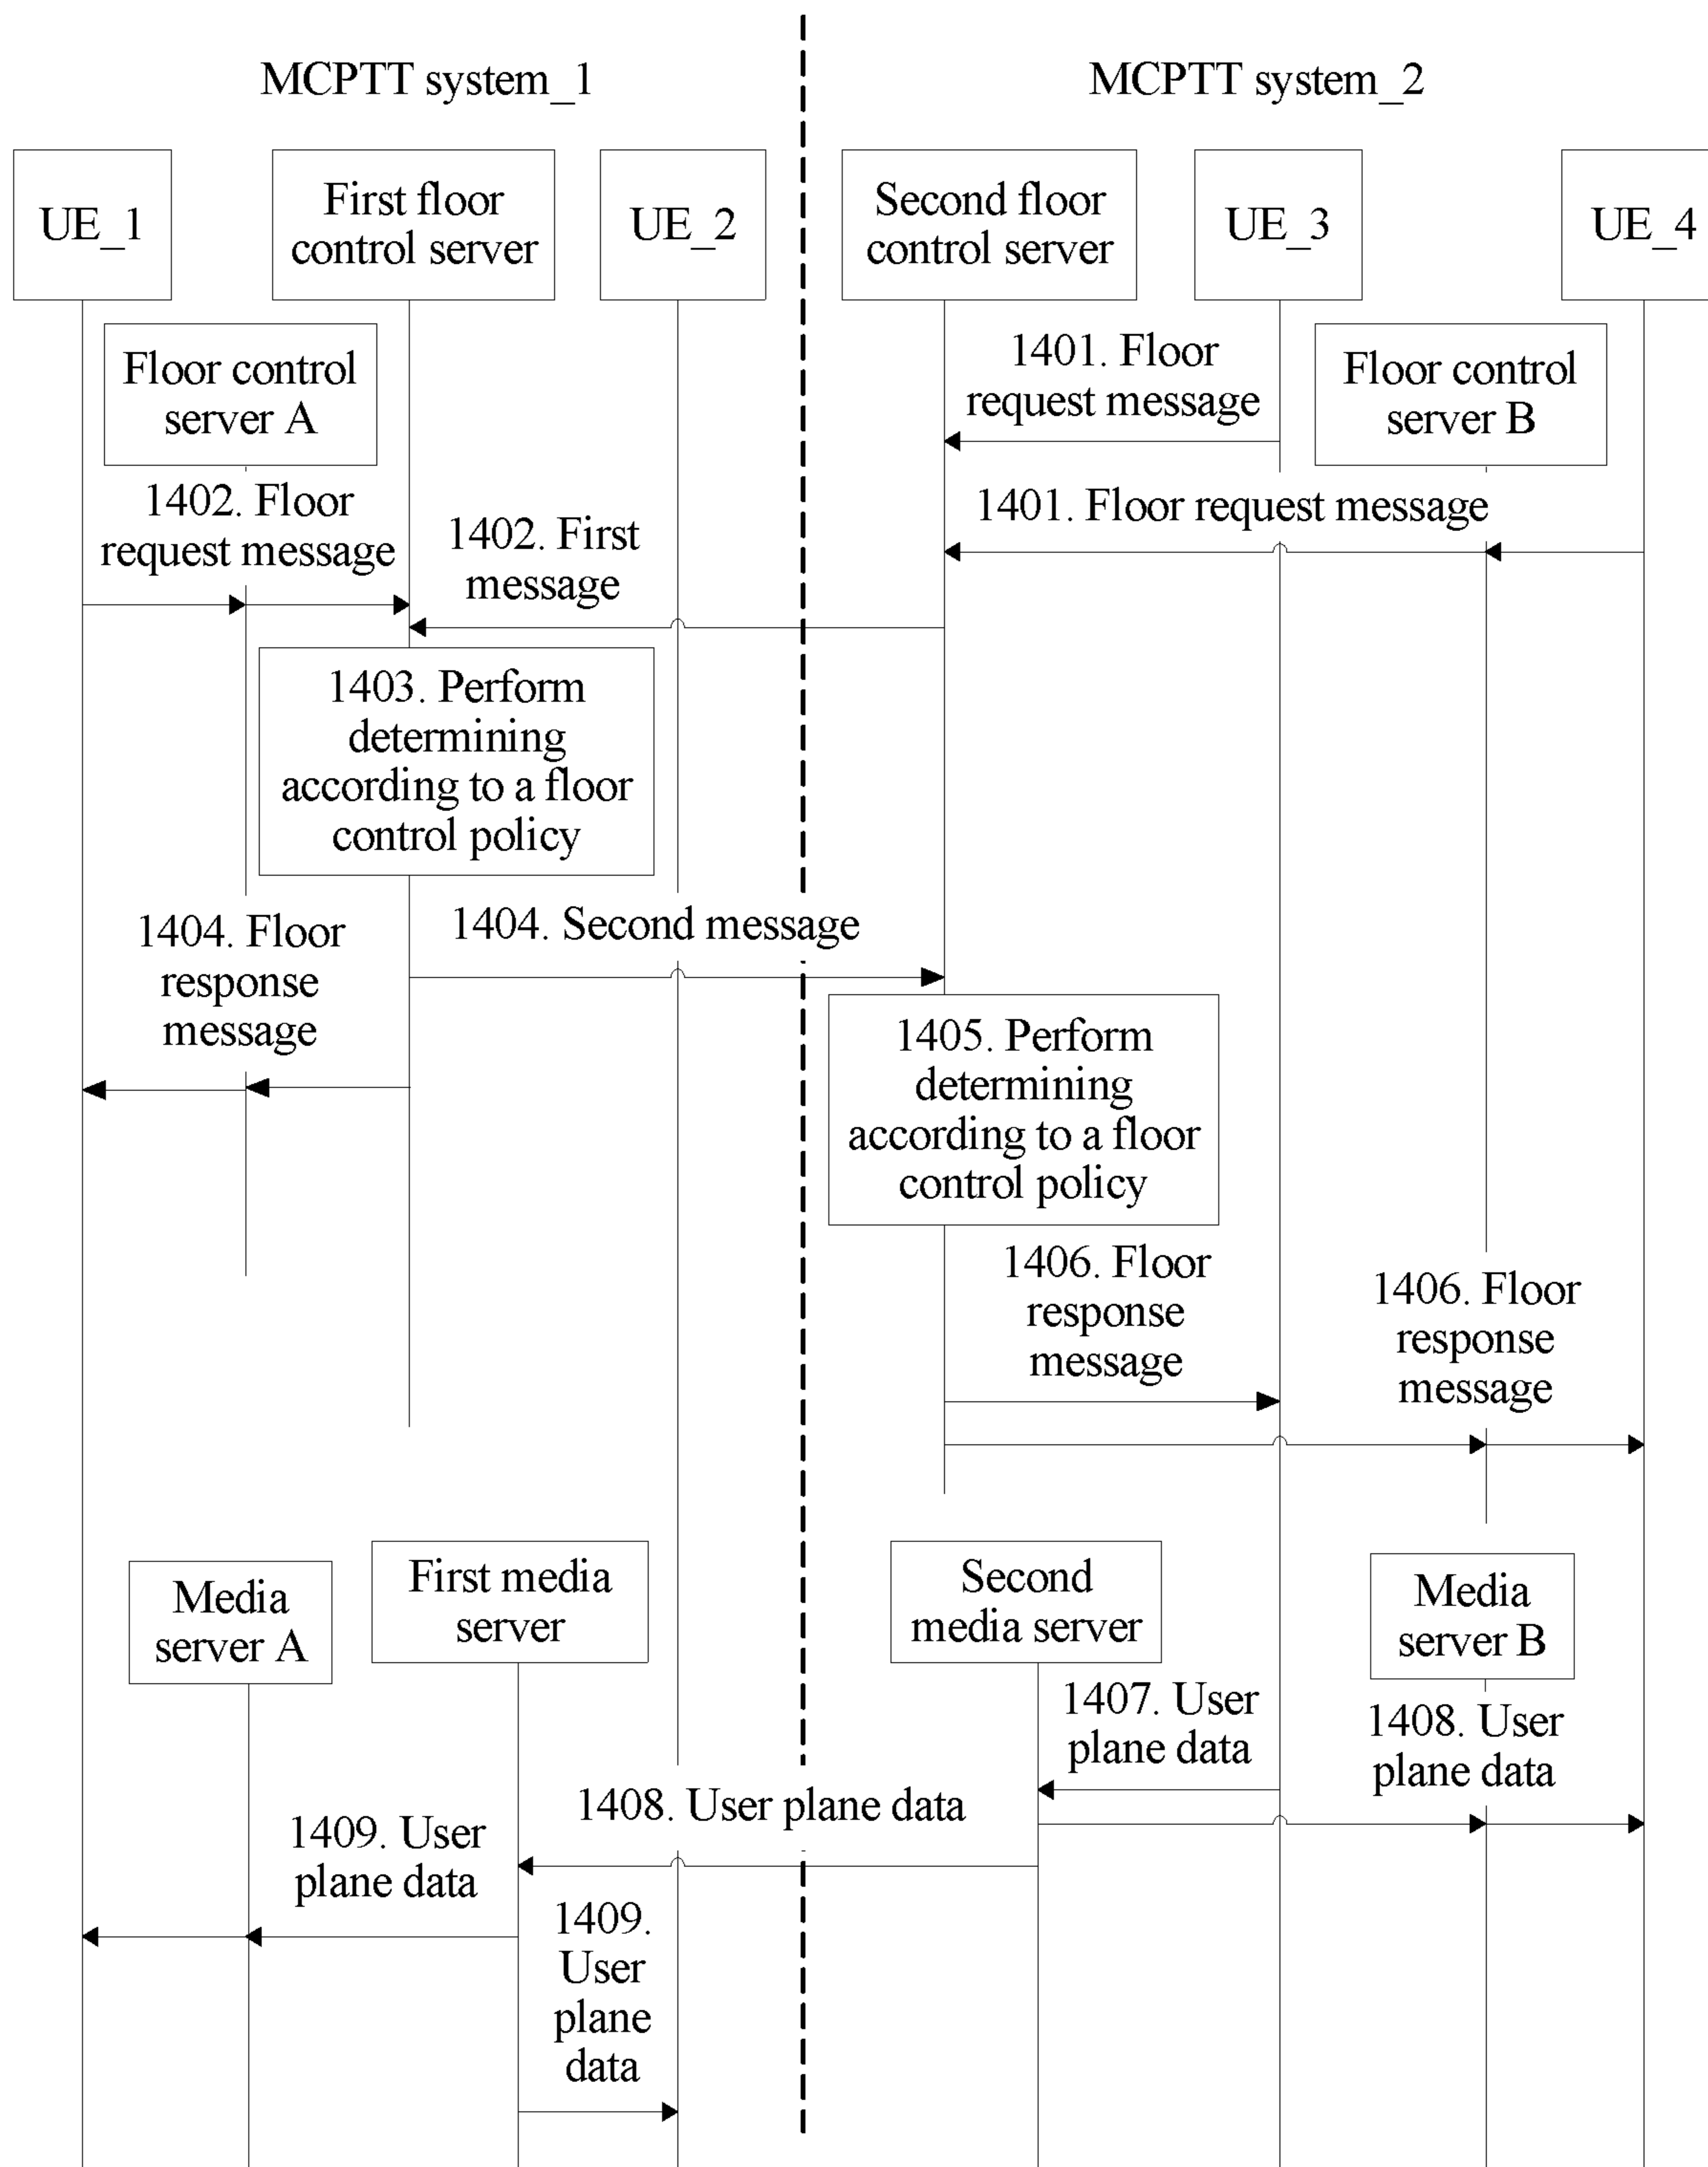 MCPTT system_1
MCPTT system_2
UE_1
First floor
control server
UE_2
Second floor
control server
UE_3
UE_4
Floor control
server A
1401. Floor
request message
Floor control
server B
1402. Floor
request message
1402. First
message
1401. Floor request message
1403. Perform
determining
according to a floor
control policy
1404. Floor
response
message
1404. Second message
1405. Perform
determining
according to a floor
control policy
1406. Floor
response
message
1406. Floor
response
message
Media
server A
First media
server
Second
media server
Media
server B
1407. User
plane data
1408. User
plane data
1408. User plane data
1409. User
plane data
1409.
User
plane
data